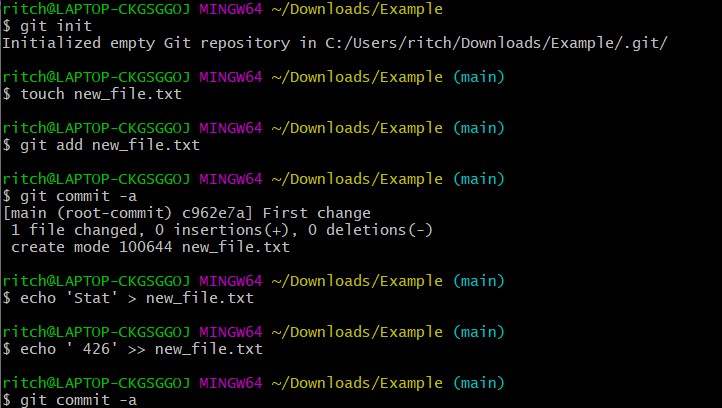 ritch@LAPTOP-CKGSGGOJ MINGW64 ~/Downloads/Example
$ git init
Initialized empty Git repository in C:/Users/ritch/Downloads/Example/.git/
ritch@LAPTOP-CKGSGGOJ MINGW64 ~/Downloads/Example (main)
$ touch new_file.txt
ritch@LAPTOP-CKGSGGOJ MINGW64 ~/Downloads/Example (main)
$ git add new_file.txt
ritch@LAPTOP-CKGSGGOJ MINGW64 ~/Downloads/Example (main)
$ git commit -a
[main (root-commit) c962e7a] First change
 1 file changed, 0 insertions(+), 0 deletions(-)
 create mode 100644 new_file.txt
ritch@LAPTOP-CKGSGGOJ MINGW64 ~/Downloads/Example (main)
$ echo 'Stat' > new_file.txt
ritch@LAPTOP-CKGSGGOJ MINGW64 ~/Downloads/Example (main)
$ echo ' 426' >> new_file.txt
ritch@LAPTOP-CKGSGGOJ MINGW64 ~/Downloads/Example (main)
$ git commit -a